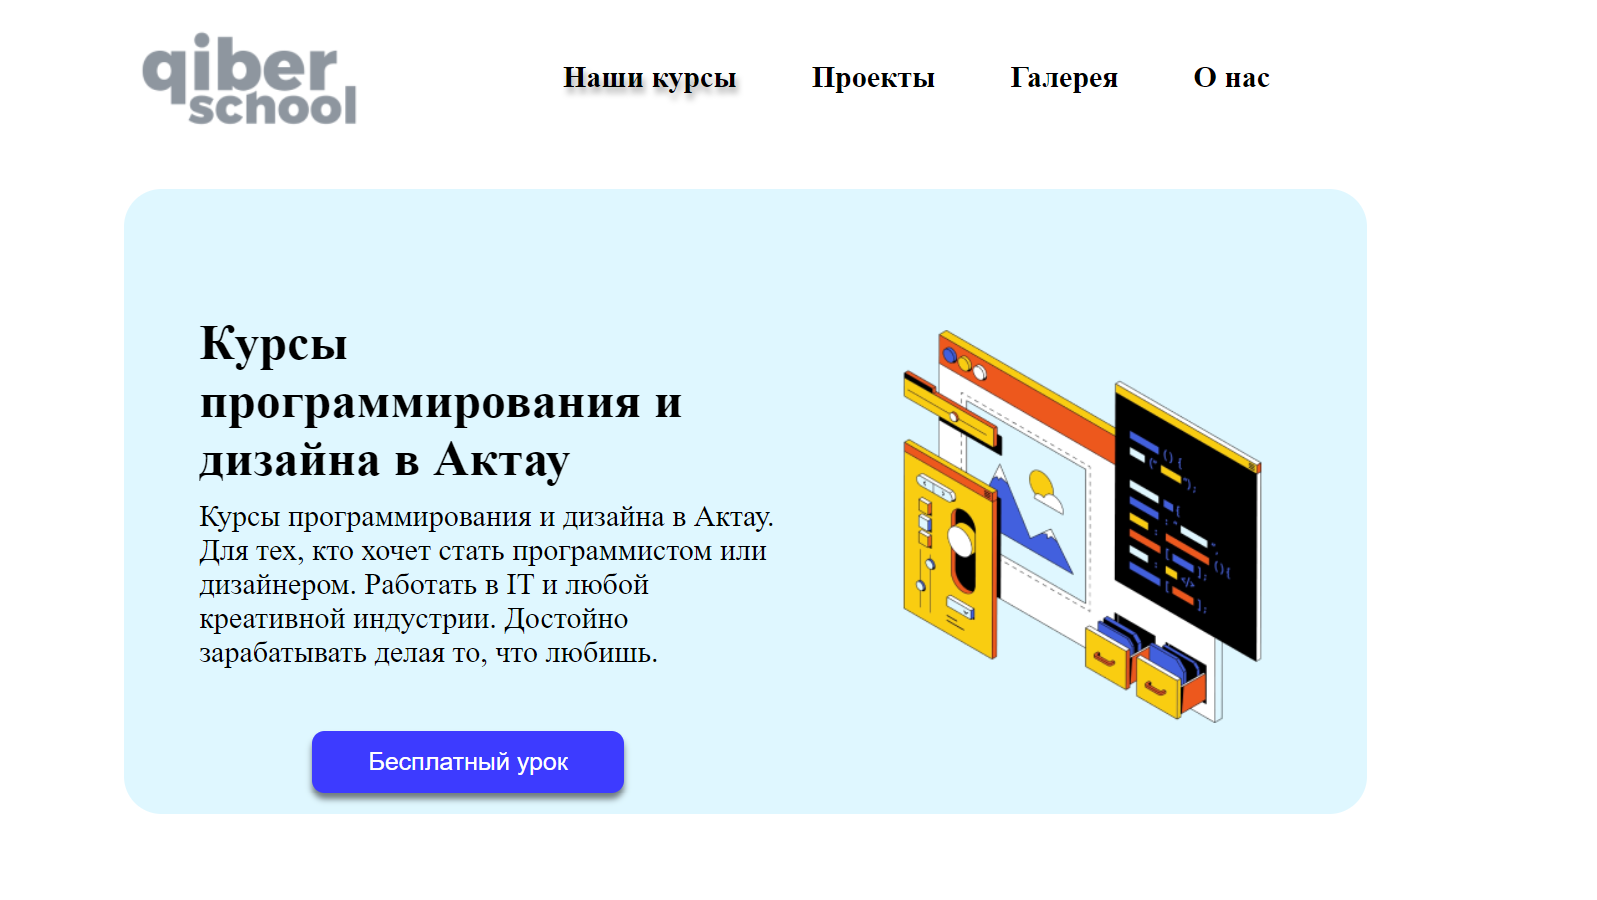 qiber
school
Наши курсы Проекты Галерея О нас
Курсы
программирования и
дизайна в Актау
Курсы программирования и дизайна в Актау.
Для тех, кто хочет стать программистом или
дизайнером. Работать в IT и любой
креативной индустрии. Достойно
зарабатывать делая то, что любишь.
Бесплатный урок